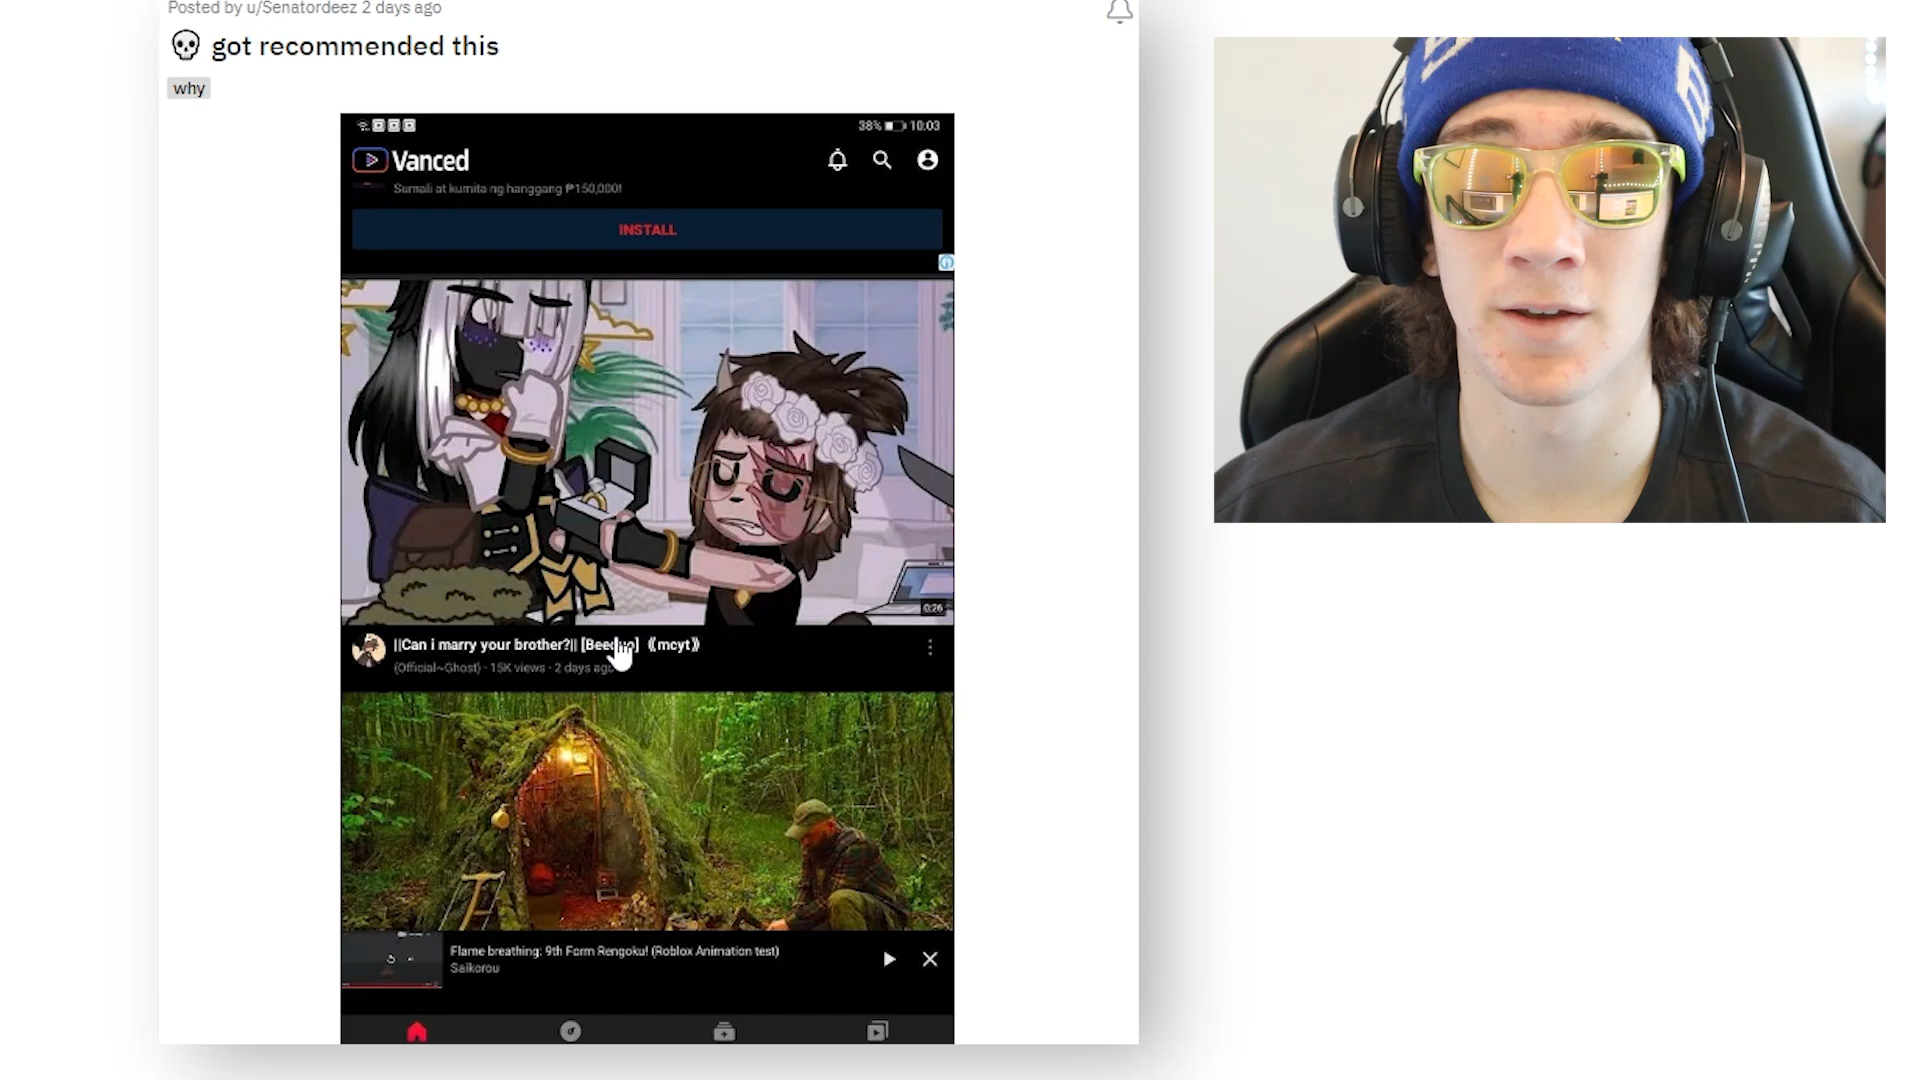 Posted by u/Senatordeez 2 days ago
💀 got recommended this
why
38% 10:03
Vanced
Sumali at kumita ng hanggang ₱150,000!
INSTALL
0:26
||Can i marry your brother?|| 《mcyt》
(Official~Ghost) · 15K views · 2 days ago
Flame breathing: 9th Form Rengoku! (Roblox Animation test)
Saikorou